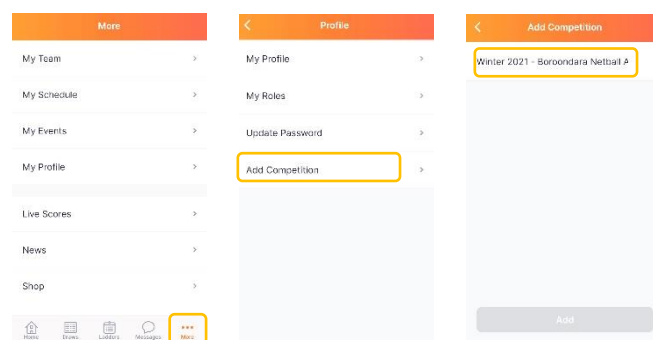 More
My Team
My Schedule
My Events
My Profile
Live Scores
News
Shop
Home Draws Ladders Messages More
Profile
My Profile
My Roles
Update Password
Add Competition
Add Competition
Winter 2021 - Boroondara Netball A
Add